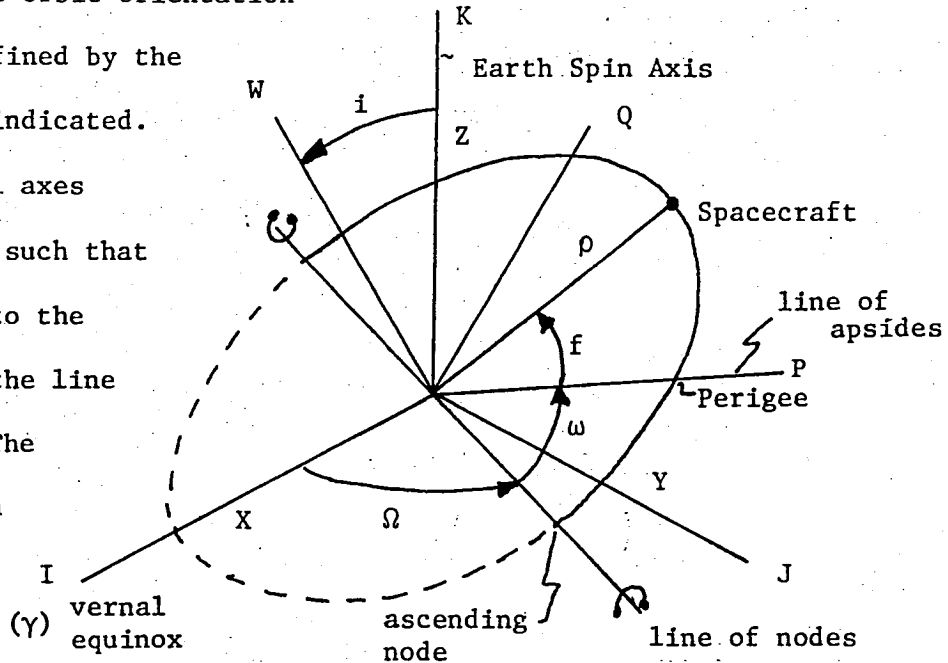 orbit orientation
fined by the
indicated.
axes
such that
to the
the line
The
K
Earth Spin Axis
W
i
Z
Q
Spacecraft
ρ
line of
apsides
f
P
Perigee
ω
Y
X
Ω
I
J
(γ) vernal
equinox
ascending
node
line of nodes